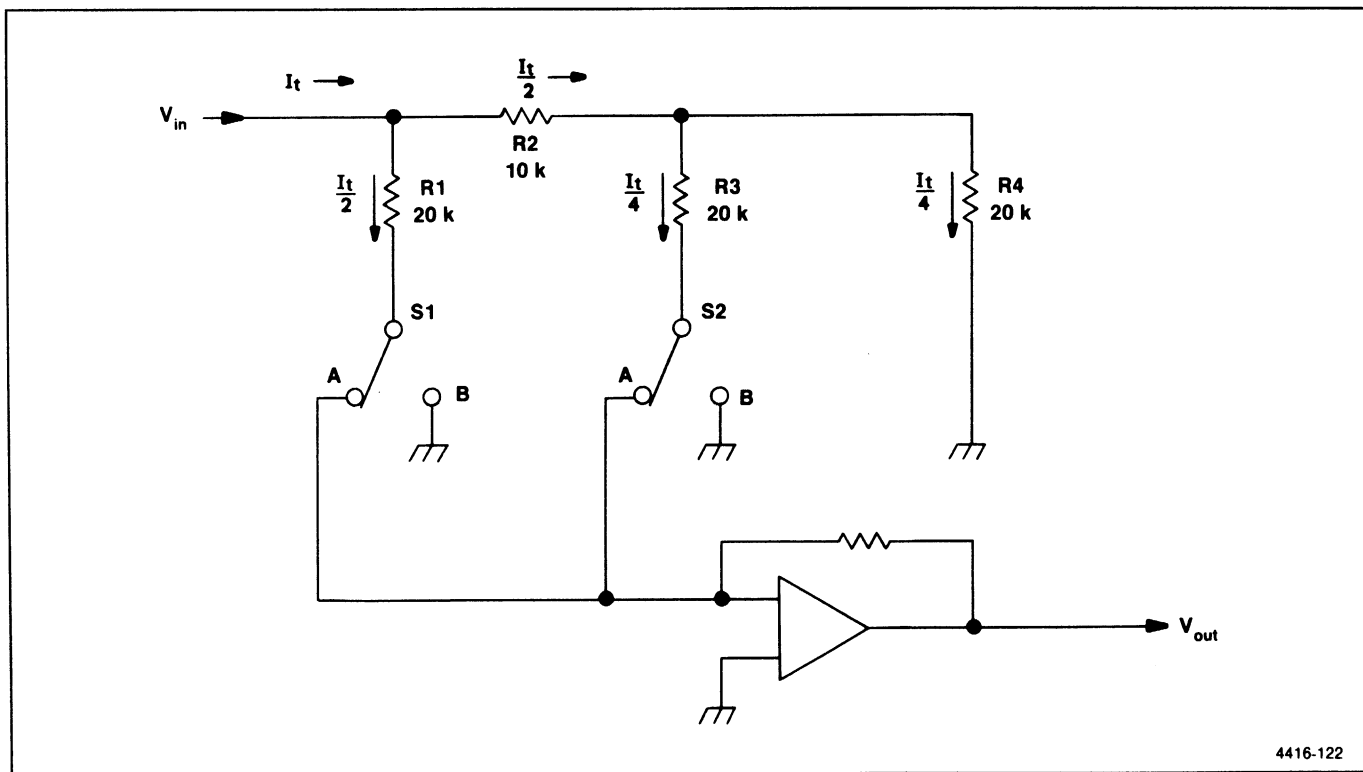 It
It/2
Vin
R2
10 k
It/2
R1
20 k
It/4
R3
20 k
It/4
R4
20 k
S1
S2
A
B
A
B
Vout
4416-122